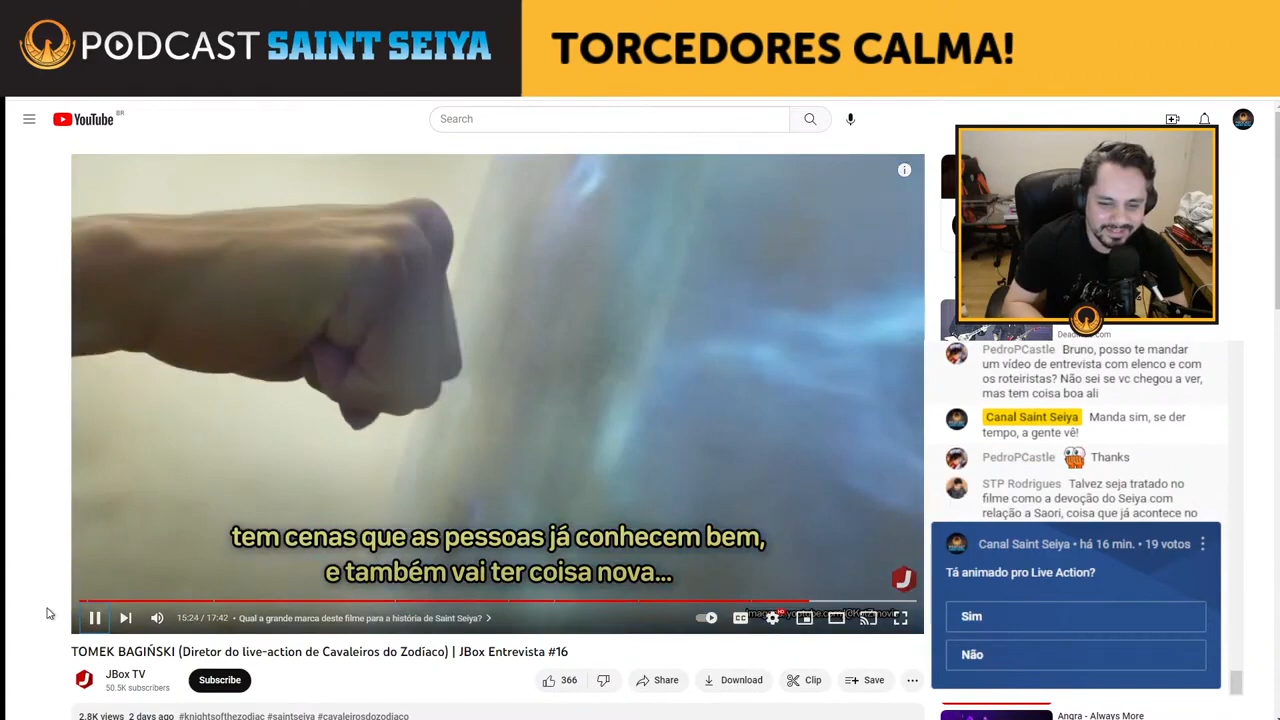 PODCAST SAINT SEIYA
TORCEDORES CALMA!
YouTube BR
Search
tem cenas que as pessoas já conhecem bem,
e também vai ter coisa nova...
15:24 / 17:42 • Qual a grande marca deste filme para a história de Saint Seiya?
TOMEK BAGIŃSKI (Diretor do live-action de Cavaleiros do Zodíaco) | JBox Entrevista #16
JBox TV
50.5K subscribers
Subscribe
366
Share
Download
Clip
Save
2.8K views 2 days ago #knightsofthezodiac #saintseiya #cavaleirosdozodiaco
PedroPCastle Bruno, posso te mandar
um vídeo de entrevista com elenco e com
os roteiristas? Não sei se vc chegou a ver,
mas tem coisa boa ali
Canal Saint Seiya Manda sim, se der
tempo, a gente vê!
PedroPCastle Thanks
STP Rodrigues Talvez seja tratado no
filme como a devoção do Seiya com
relação a Saori, coisa que já acontece no
Canal Saint Seiya • há 16 min. • 19 votos
Tá animado pro Live Action?
Sim
Não
Angra - Always More